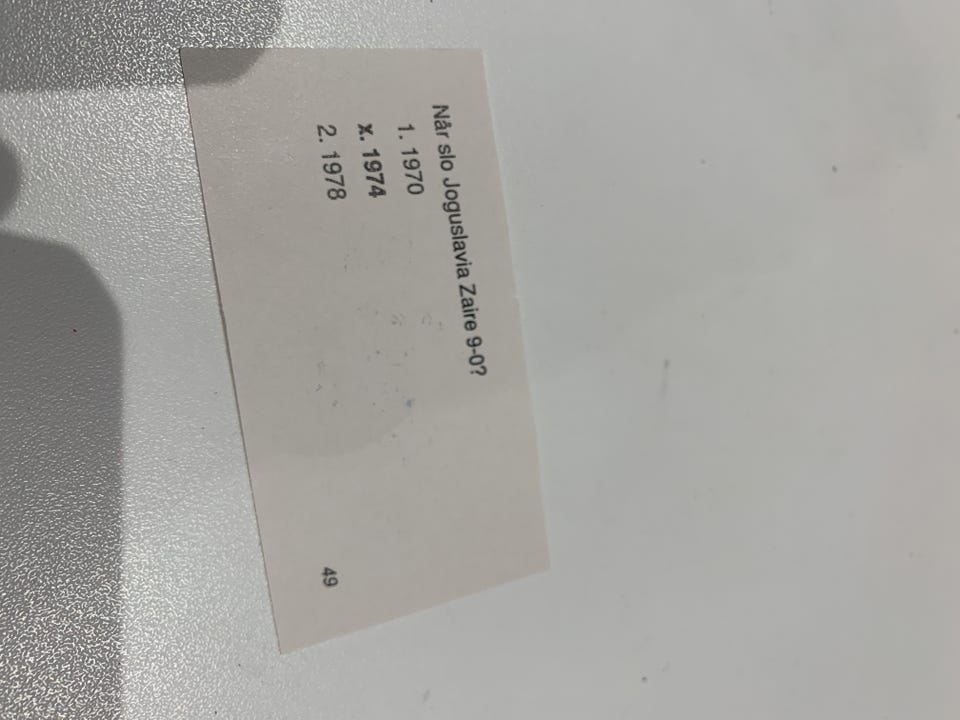 Når slo Joguslavia Zaire 9-0?
1. 1970
x. 1974
2. 1978
49